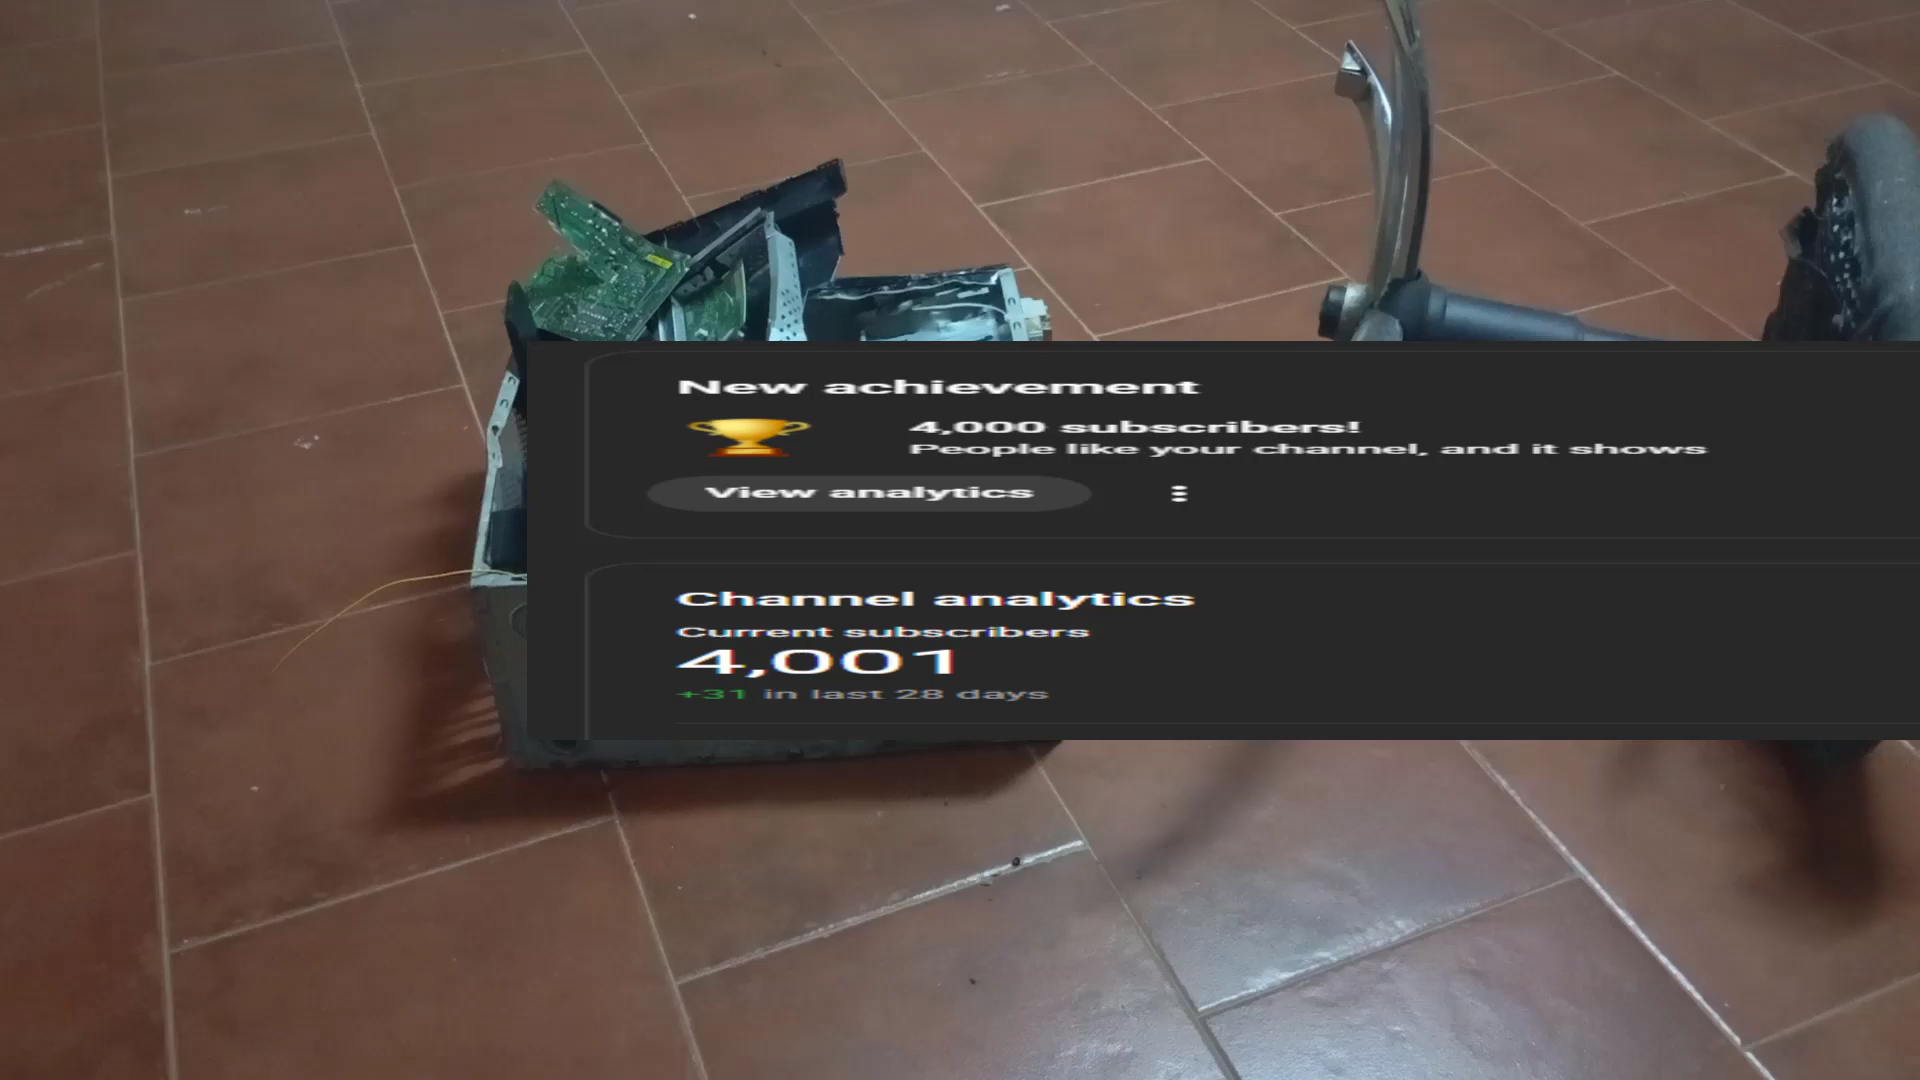 New achievement
4,000 subscribers!
People like your channel, and it shows
View analytics
Channel analytics
Current subscribers
4,001
+31 in last 28 days